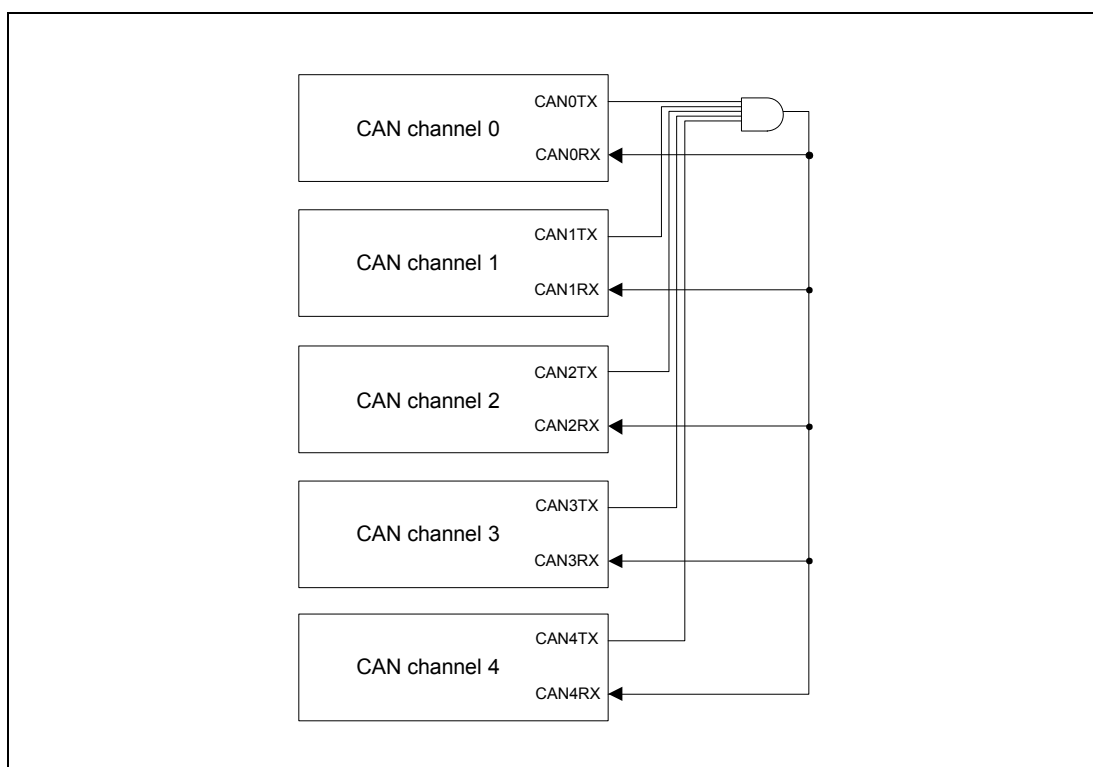 CAN channel 0
CAN0TX
CAN0RX
CAN channel 1
CAN1TX
CAN1RX
CAN channel 2
CAN2TX
CAN2RX
CAN channel 3
CAN3TX
CAN3RX
CAN channel 4
CAN4TX
CAN4RX